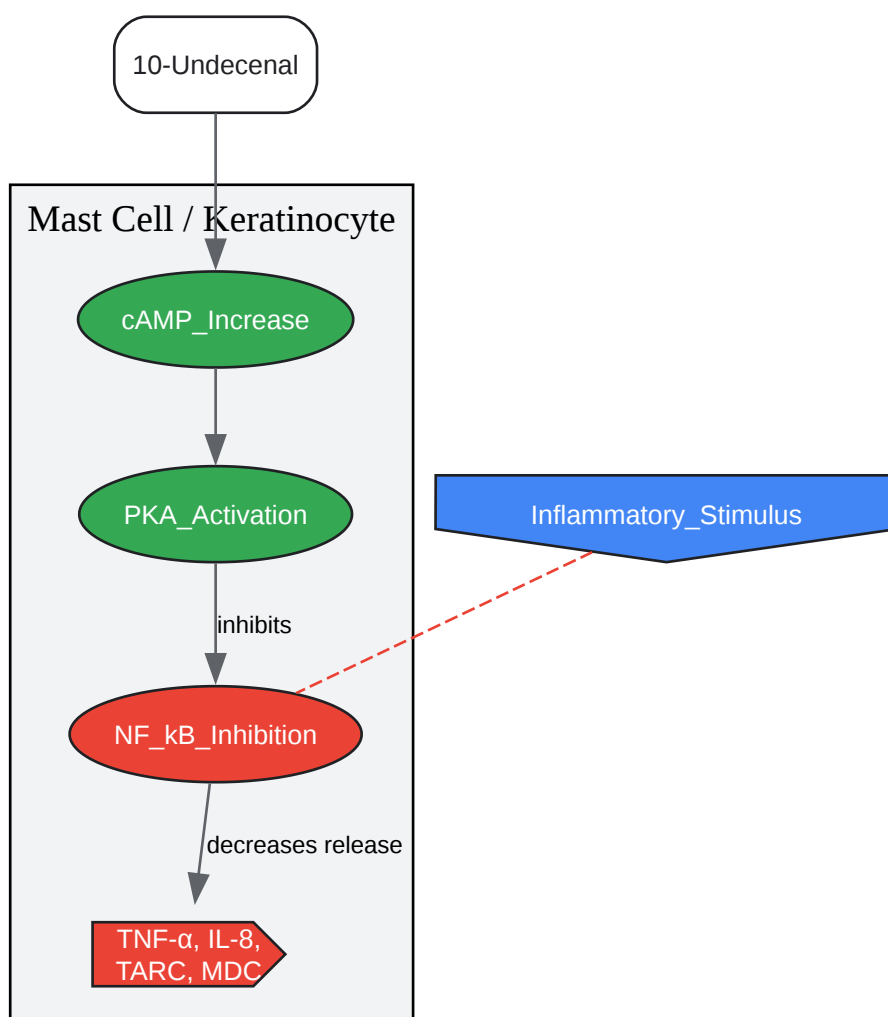 10-Undecenal
Mast Cell / Keratinocyte
cAMP_Increase
PKA_Activation
Inflammatory_Stimulus
inhibits
NF_kB_Inhibition
decreases release
TNF-α, IL-8,
TARC, MDC